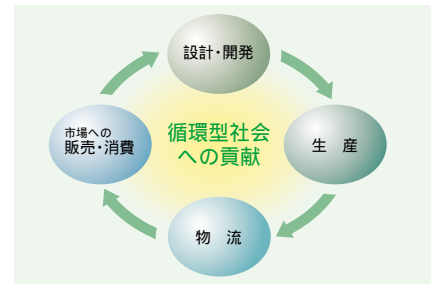 設計・開発
循環型社会
への貢献
市場への
販売・消費
生　産
物　流